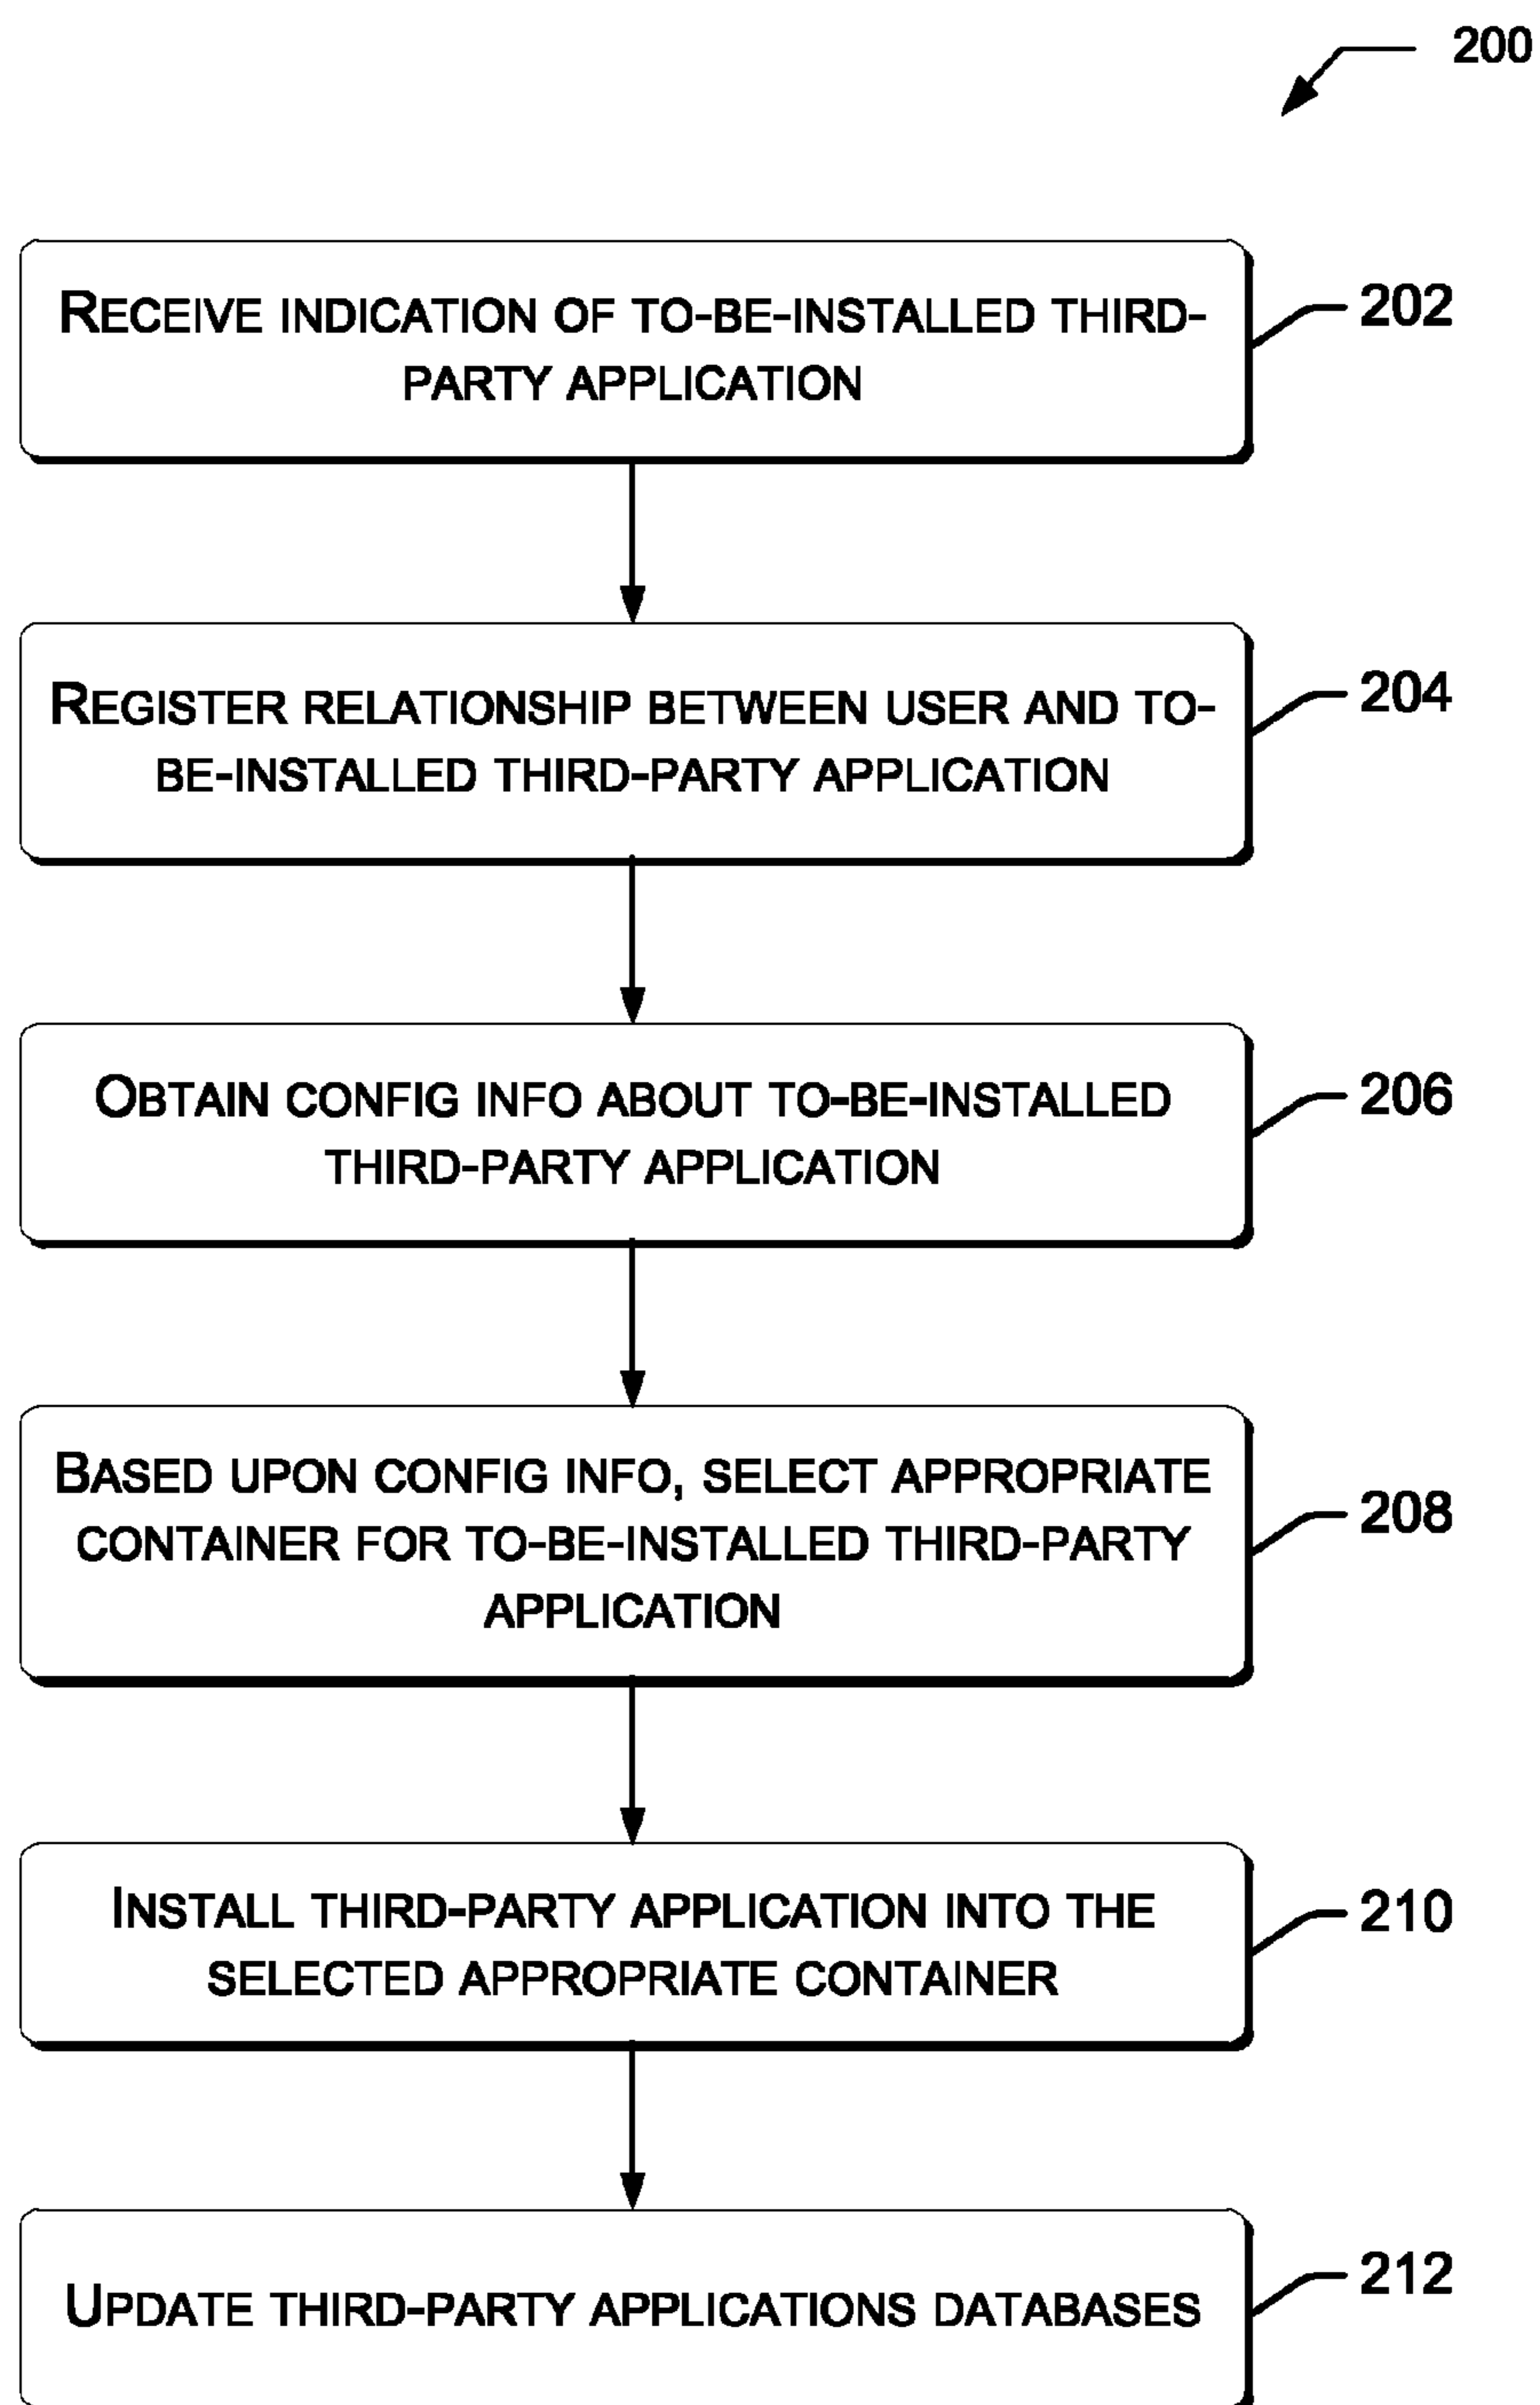 200
RECEIVE INDICATION OF TO-BE-INSTALLED THIRD-
PARTY APPLICATION
202
REGISTER RELATIONSHIP BETWEEN USER AND TO-
BE-INSTALLED THIRD-PARTY APPLICATION
204
OBTAIN CONFIG INFO ABOUT TO-BE-INSTALLED
THIRD-PARTY APPLICATION
206
BASED UPON CONFIG INFO, SELECT APPROPRIATE
CONTAINER FOR TO-BE-INSTALLED THIRD-PARTY
APPLICATION
208
INSTALL THIRD-PARTY APPLICATION INTO THE
SELECTED APPROPRIATE CONTAINER
210
UPDATE THIRD-PARTY APPLICATIONS DATABASES
212